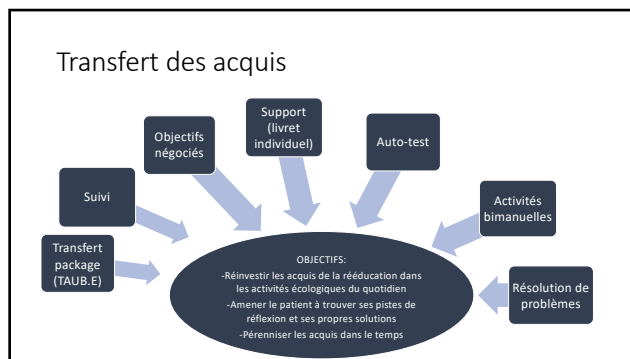 Transfert des acquis
Support
(livret
individuel)
Objectifs
négociés
Auto-test
Suivi
Activités
bimanuelles
Transfert
package
(TAUB.E)
Résolution de
problèmes
OBJECTIFS:
-Réinvestir les acquis de la rééducation dans
les activités écologiques du quotidien
-Amener le patient à trouver ses pistes de
réflexion et ses propres solutions
-Pérenniser les acquis dans le temps